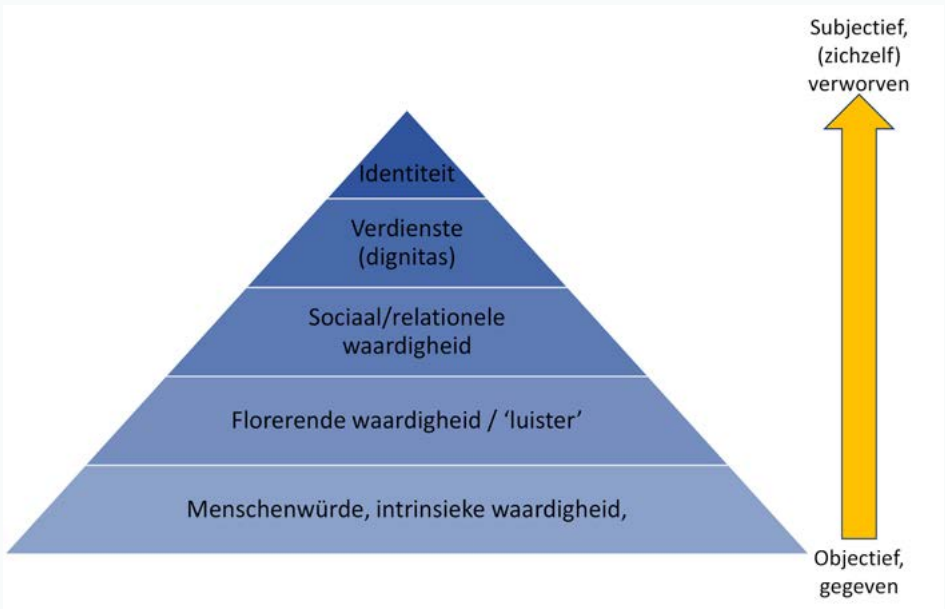 Subjectief,
(zichzelf)
verworven
Identiteit
Verdienste
(dignitas)
Sociaal/relationele
waardigheid
Florerende waardigheid / ‘luister’
Menschenwürde, intrinsieke waardigheid,
Objectief,
gegeven